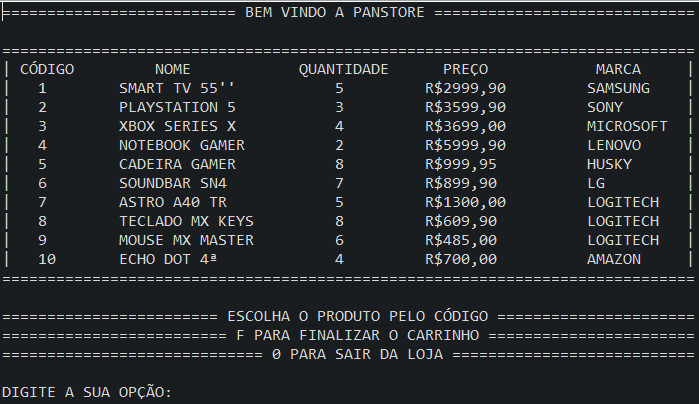 ========================== BEM VINDO A PANSTORE =============================
=============================================================================
| CÓDIGO NOME QUANTIDADE PREÇO MARCA |
| 1 SMART TV 55'' 5 R$2999,90 SAMSUNG |
| 2 PLAYSTATION 5 3 R$3599,90 SONY |
| 3 XBOX SERIES X 4 R$3699,00 MICROSOFT |
| 4 NOTEBOOK GAMER 2 R$5999,90 LENOVO |
| 5 CADEIRA GAMER 8 R$999,95 HUSKY |
| 6 SOUNDBAR SN4 7 R$899,90 LG |
| 7 ASTRO A40 TR 5 R$1300,00 LOGITECH |
| 8 TECLADO MX KEYS 8 R$609,90 LOGITECH |
| 9 MOUSE MX MASTER 6 R$485,00 LOGITECH |
| 10 ECHO DOT 4ª 4 R$700,00 AMAZON |
=============================================================================
======================== ESCOLHA O PRODUTO PELO CÓDIGO ======================
========================= F PARA FINALIZAR O CARRINHO =======================
============================= 0 PARA SAIR DA LOJA ===========================
DIGITE A SUA OPÇÃO: